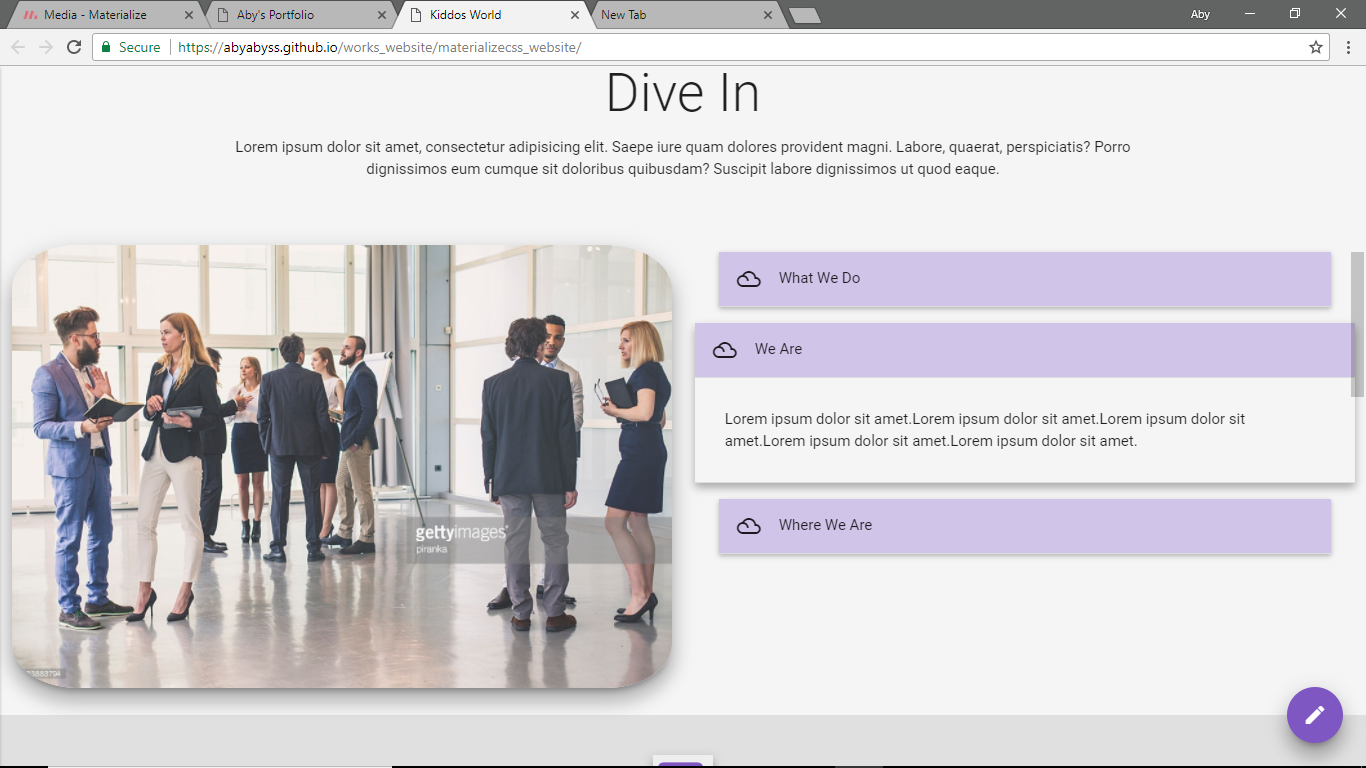 Media - Materialize
Aby's Portfolio
Kiddos World
New Tab
Aby
Secure
https://abyabyss.github.io/works_website/materializecss_website/
Dive In
Lorem ipsum dolor sit amet, consectetur adipisicing elit. Saepe iure quam dolores provident magni. Labore, quaerat, perspiciatis? Porro
dignissimos eum cumque sit doloribus quibusdam? Suscipit labore dignissimos ut quod eaque.
What We Do
We Are
Lorem ipsum dolor sit amet.Lorem ipsum dolor sit amet.Lorem ipsum dolor sit
amet.Lorem ipsum dolor sit amet.Lorem ipsum dolor sit amet.
Where We Are
gettyimages®
piranka